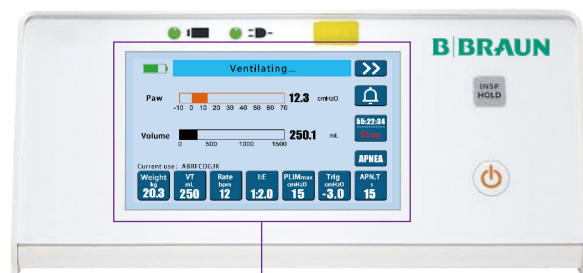 B|BRAUN
Ventilating...
>>
INSP
HOLD
Paw
12.3 cmH2O
-10 0 10 20 30 40 50 60 70
55:22:34
Stop
Volume
250.1 mL
0 500 1000 1500
APNEA
Current use: ABRFCDGJK
Weight VT Rate I:E PLIMmax Trig APN.T
kg mL bpm cmH2O cmH2O s
20.3 250 12 1:2.0 15 -3.0 15